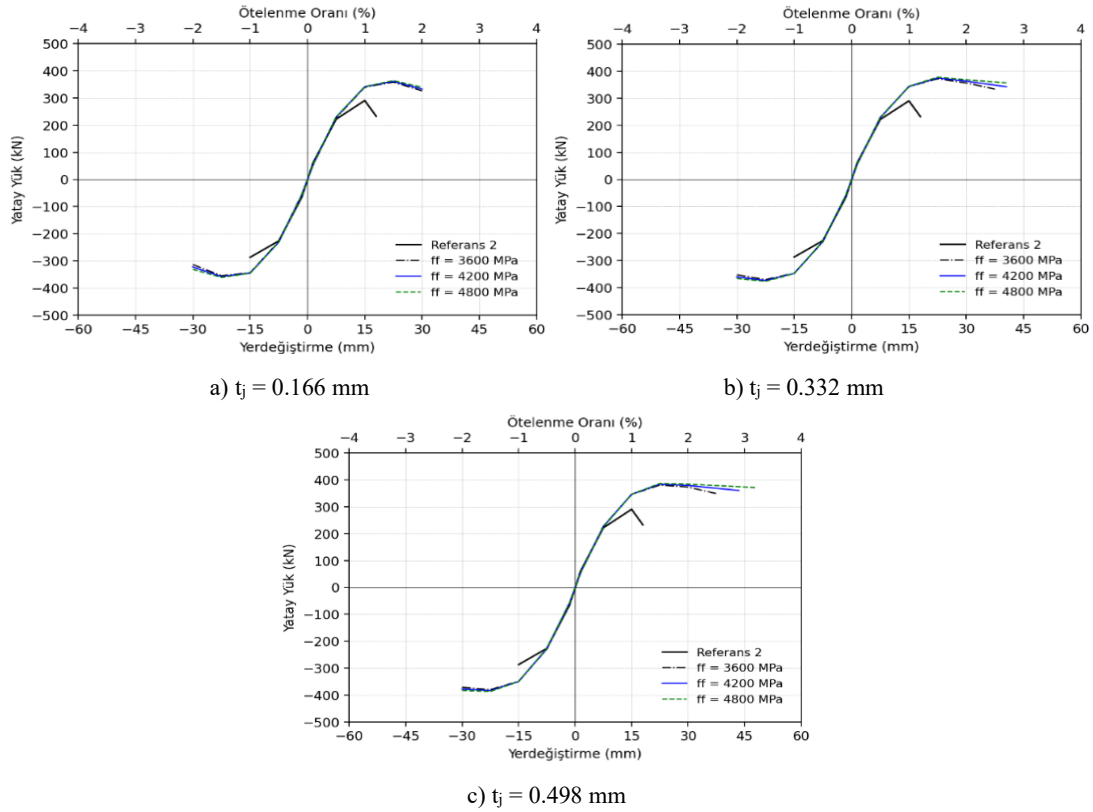 Ötelenme Oranı (%)
−4 −3 −2 −1 0 1 2 3 4
500
400
300
200
100
0
−100
−200
−300
−400
−500
Yatay Yük (kN)
Referans 2
ff = 3600 MPa
ff = 4200 MPa
ff = 4800 MPa
−60 −45 −30 −15 0 15 30 45 60
Yerdeğiştirme (mm)
a) tⱼ = 0.166 mm
Ötelenme Oranı (%)
−4 −3 −2 −1 0 1 2 3 4
500
400
300
200
100
0
−100
−200
−300
−400
−500
Yatay Yük (kN)
Referans 2
ff = 3600 MPa
ff = 4200 MPa
ff = 4800 MPa
−60 −45 −30 −15 0 15 30 45 60
Yerdeğiştirme (mm)
b) tⱼ = 0.332 mm
Ötelenme Oranı (%)
−4 −3 −2 −1 0 1 2 3 4
500
400
300
200
100
0
−100
−200
−300
−400
−500
Yatay Yük (kN)
Referans 2
ff = 3600 MPa
ff = 4200 MPa
ff = 4800 MPa
−60 −45 −30 −15 0 15 30 45 60
Yerdeğiştirme (mm)
c) tⱼ = 0.498 mm